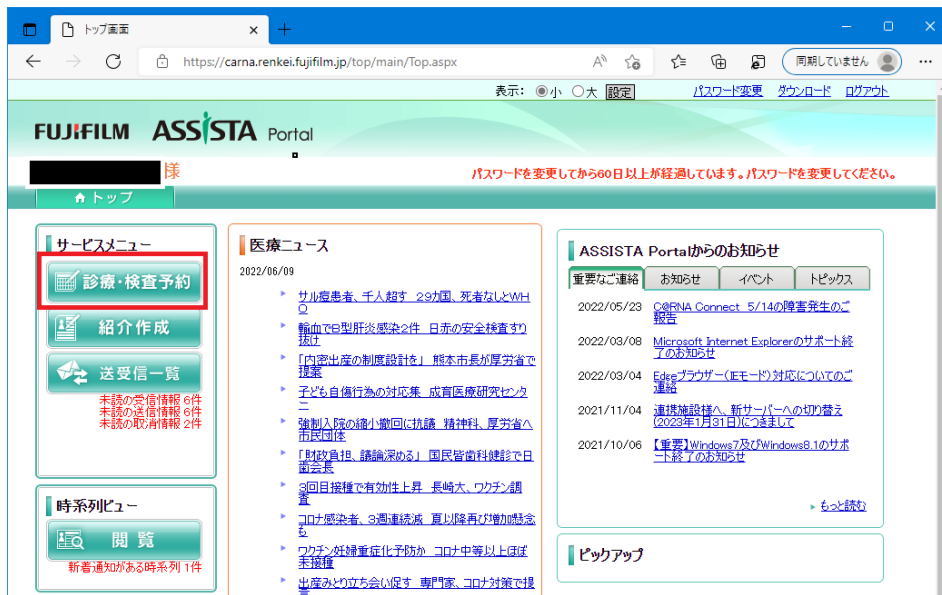 トップ画面
https://carna.renkei.fujifilm.jp/top/main/Top.aspx
同期していません
表示: 小 大 設定 パスワード変更 ダウンロード ログアウト
FUJIFILM ASSISTA Portal
様 パスワードを変更してから60日以上が経過しています。パスワードを変更してください。
トップ
サービスメニュー
診療・検査予約
紹介作成
送受信一覧
未読の受信情報 6件
未読の送信情報 6件
未読の取消情報 2件
時系列ビュー
閲覧
新着通知がある時系列 1件
医療ニュース
2022/06/09
サル痘患者、千人超す 29カ国、死者なしとWH
O
輸血でB型肝炎感染2件 日赤の安全検査すり
抜け
「内密出産の制度設計を」 熊本市長が厚労省で
提案
子ども自傷行為の対応集 成育医療研究センタ
ー
強制入院の縮小撤回に抗議 精神科、厚労省へ
市民団体
「財政負担、議論深める」 国民皆歯科健診で日
歯会長
3回目接種で有効性上昇 長崎大、ワクチン調
査
コロナ感染者、3週連続減 夏以降再び増加懸念
も
ワクチン妊婦重症化予防か コロナ中等以上ほぼ
未接種
出産みとり立ち会い促す 専門家、コロナ対策で提
ASSISTA Portalからのお知らせ
重要なご連絡 お知らせ イベント トピックス
2022/05/23 C@RNA Connect 5/14の障害発生のご
報告
2022/03/08 Microsoft Internet Explorerのサポート終
了のお知らせ
2022/03/04 Edgeブラウザー(IEモード)対応についてのご
連絡
2021/11/04 連携施設様へ、新サーバーへの切り替え
(2023年1月31日)につきまして
2021/10/06 【重要】Windows7及びWindows8.1のサポ
ート終了のお知らせ
もっと読む
ピックアップ